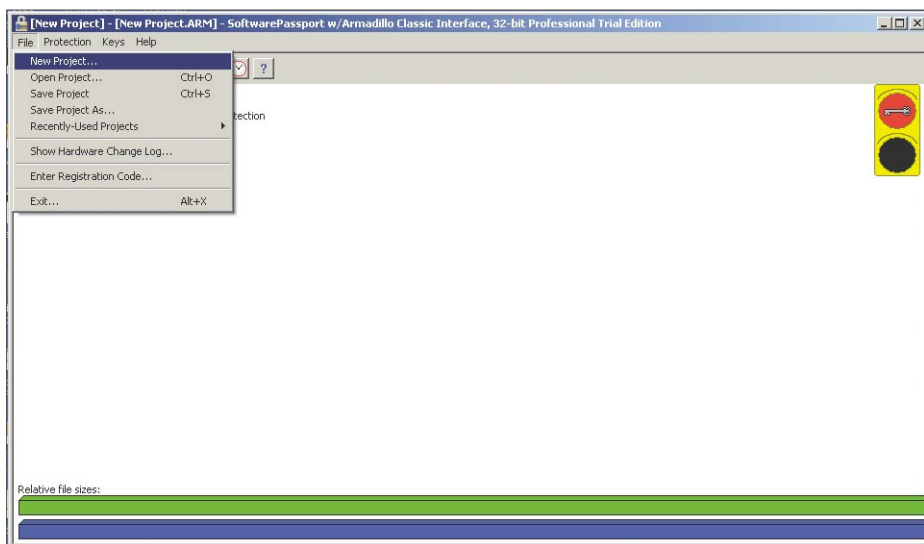 [New Project] - [New Project.ARM] - SoftwarePassport w/Armadillo Classic Interface, 32-bit Professional Trial Edition
File Protection Keys Help
New Project...
Open Project... Ctrl+O
Save Project Ctrl+S
Save Project As...
tection
Recently-Used Projects
Show Hardware Change Log...
Enter Registration Code...
Exit... Alt+X
Relative file sizes: